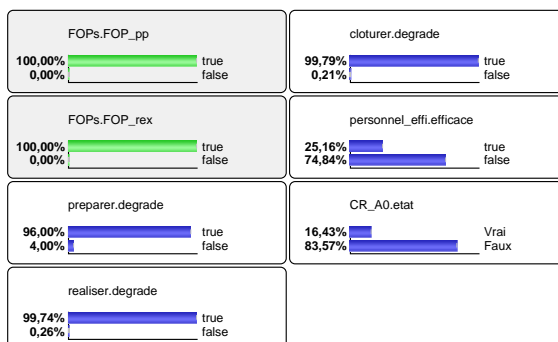 FOPs.FOP_pp
100,00% true
0,00% false
FOPs.FOP_rex
100,00% true
0,00% false
preparer.degrade
96,00% true
4,00% false
realiser.degrade
99,74% true
0,26% false
cloturer.degrade
99,79% true
0,21% false
personnel_effi.efficace
25,16% true
74,84% false
CR_A0.etat
16,43% Vrai
83,57% Faux